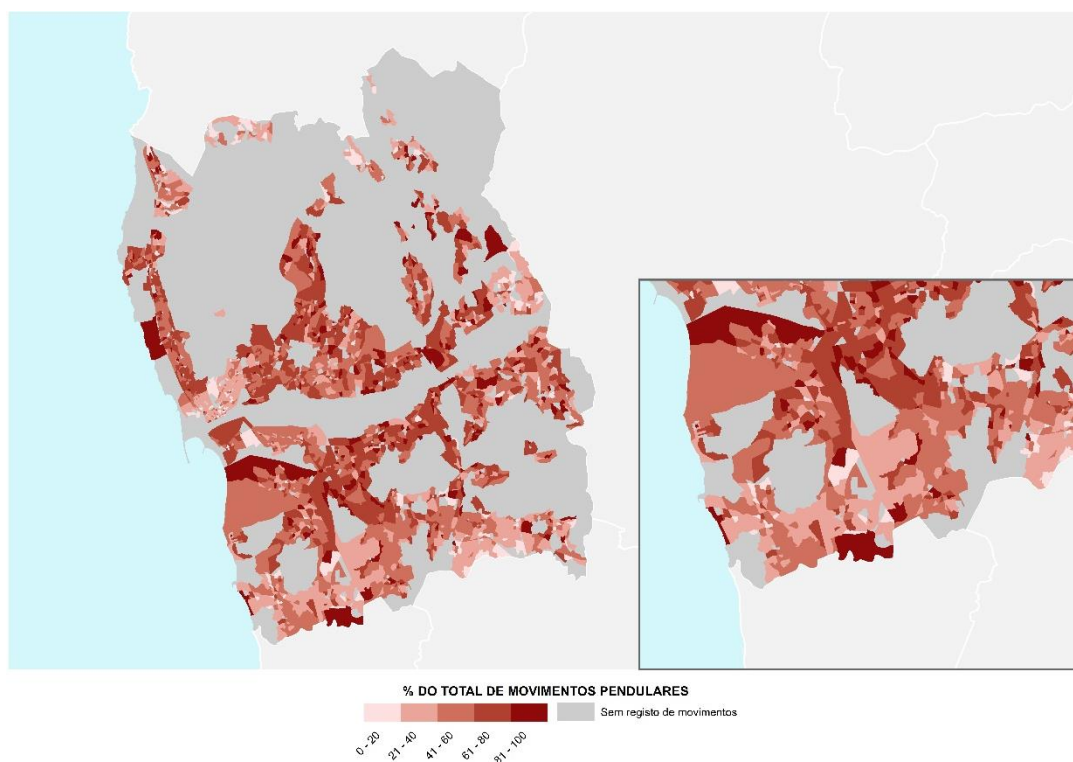 % DO TOTAL DE MOVIMENTOS PENDULARES
Sem registo de movimentos
0 - 20
21 - 40
41 - 60
61 - 80
81 - 100